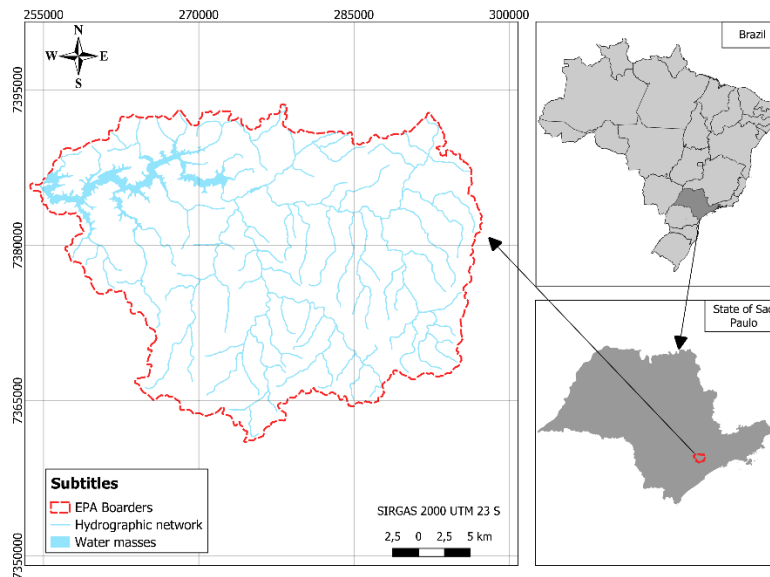 255000 270000 285000 300000
N
W E
S
7395000
7380000
7365000
7350000
Subtitles
EPA Boarders
Hydrographic network
Water masses
SIRGAS 2000 UTM 23 S
2,5 0 2,5 5 km
Brazil
State of Sao
Paulo